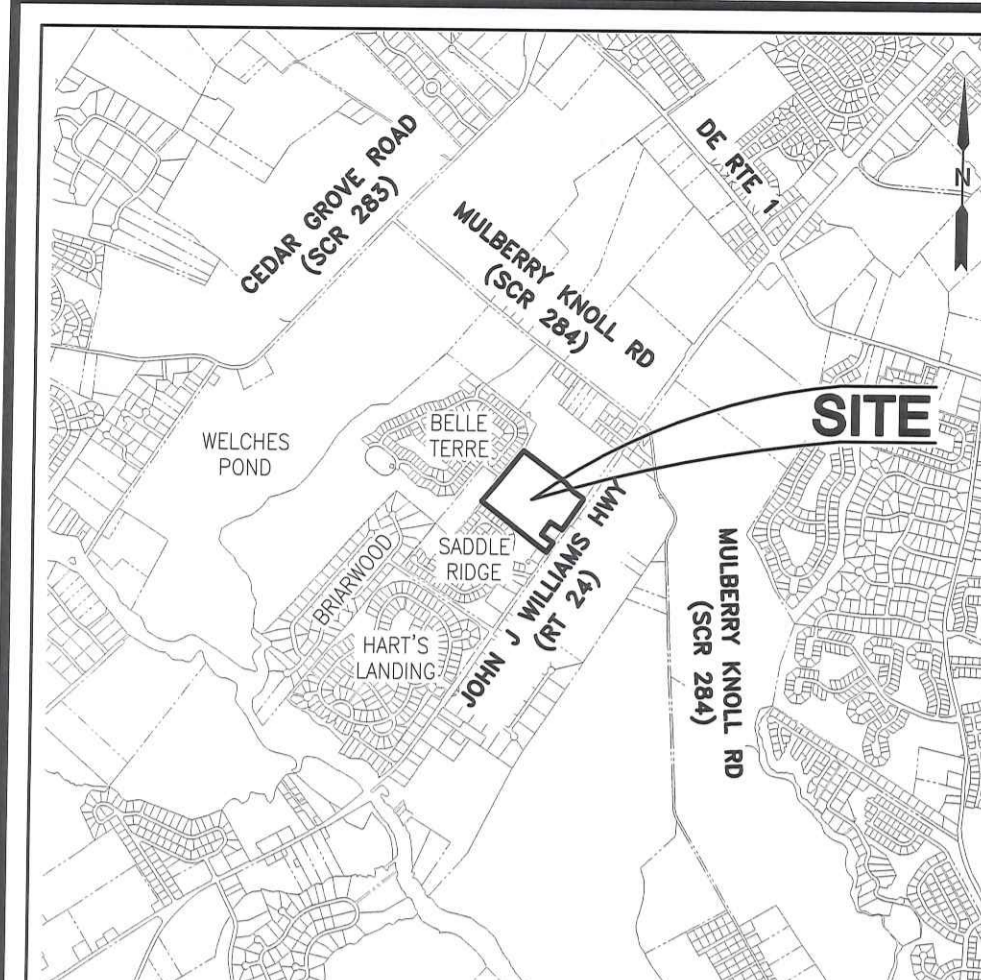 CEDAR GROVE ROAD
(SCR 283)
MULBERRY KNOLL RD
(SCR 284)
DE RTE 1
N
SITE
BELLE
TERRE
WELCHES
POND
BRIARWOOD
SADDLE
RIDGE
HART'S
LANDING
JOHN J WILLIAMS HWY
(RT 24)
MULBERRY KNOLL RD
(SCR 284)